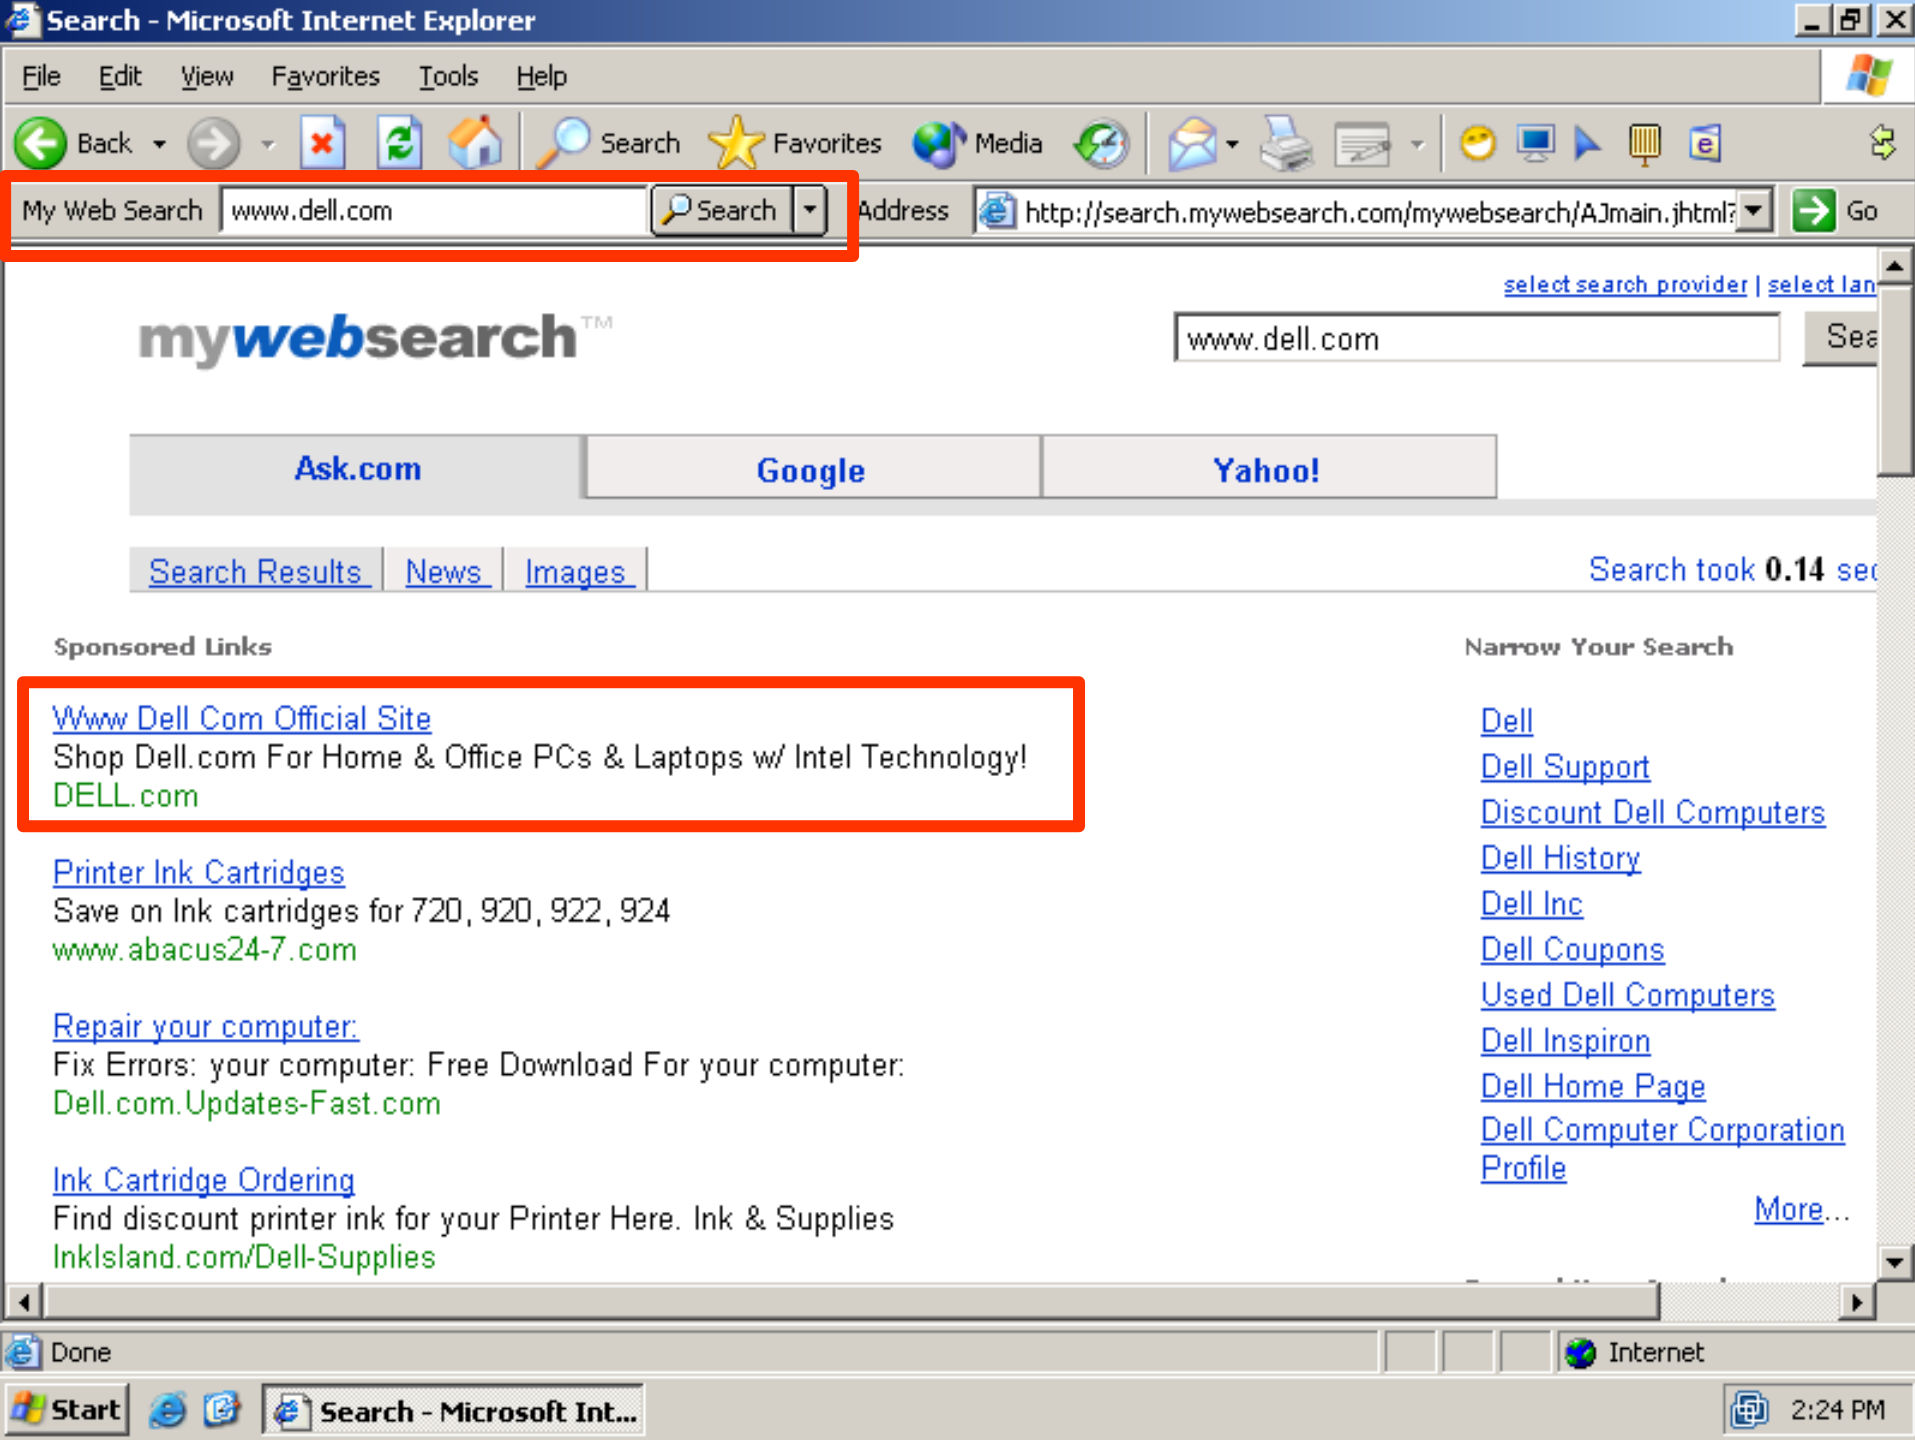 Search - Microsoft Internet Explorer
File Edit View Favorites Tools Help
Back Search Favorites Media
My Web Search www.dell.com Search Address http://search.mywebsearch.com/mywebsearch/AJmain.jhtml? Go
select search provider | select lan
mywebsearch™ www.dell.com Sea
Ask.com Google Yahoo!
Search Results News Images Search took 0.14 sec
Sponsored Links
Www Dell Com Official Site
Shop Dell.com For Home & Office PCs & Laptops w/ Intel Technology!
DELL.com
Printer Ink Cartridges
Save on Ink cartridges for 720, 920, 922, 924
www.abacus24-7.com
Repair your computer:
Fix Errors: your computer: Free Download For your computer:
Dell.com.Updates-Fast.com
Ink Cartridge Ordering
Find discount printer ink for your Printer Here. Ink & Supplies
InkIsland.com/Dell-Supplies
Narrow Your Search
Dell
Dell Support
Discount Dell Computers
Dell History
Dell Inc
Dell Coupons
Used Dell Computers
Dell Inspiron
Dell Home Page
Dell Computer Corporation
Profile
More...
Done Internet
Start Search - Microsoft Int... 2:24 PM